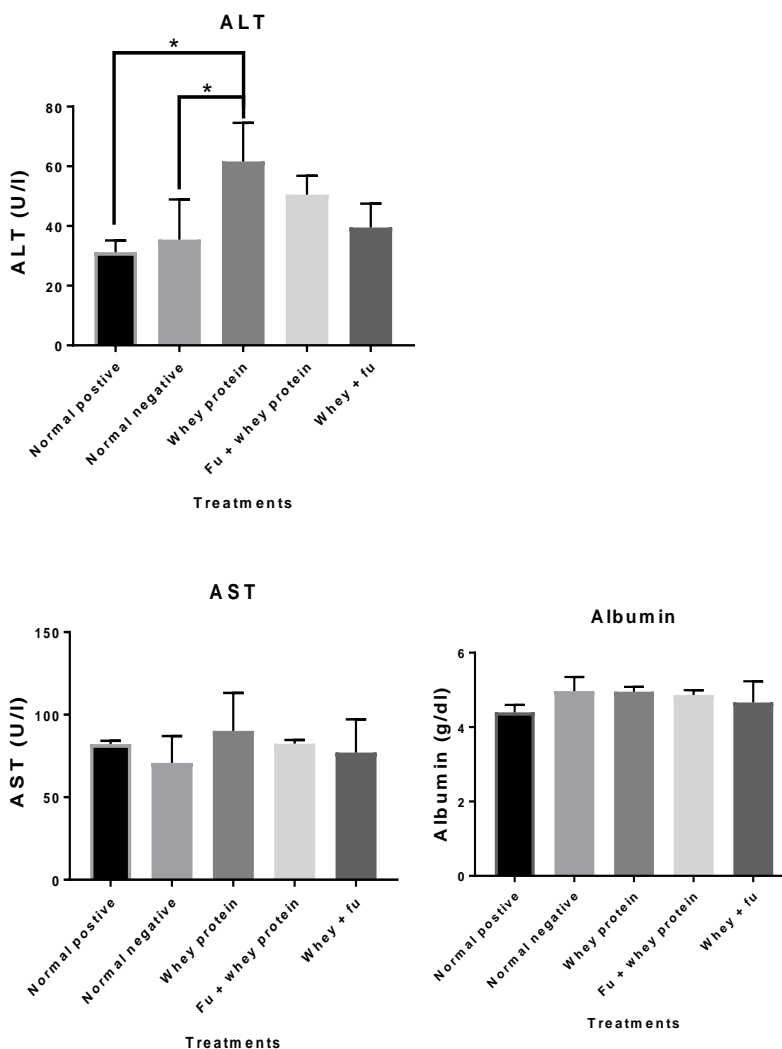 ALT
*
*
ALT (U/l)
80
60
40
20
0
Normal postive
Normal negative
Whey protein
Fu + whey protein
Whey + fu
Treatments
AST
AST (U/l)
150
100
50
0
Normal postive
Normal negative
Whey protein
Fu + whey protein
Whey + fu
Treatments
Albumin
Albumin (g/dl)
6
4
2
0
Normal postive
Normal negative
Whey protein
Fu + whey protein
Whey + fu
Treatments